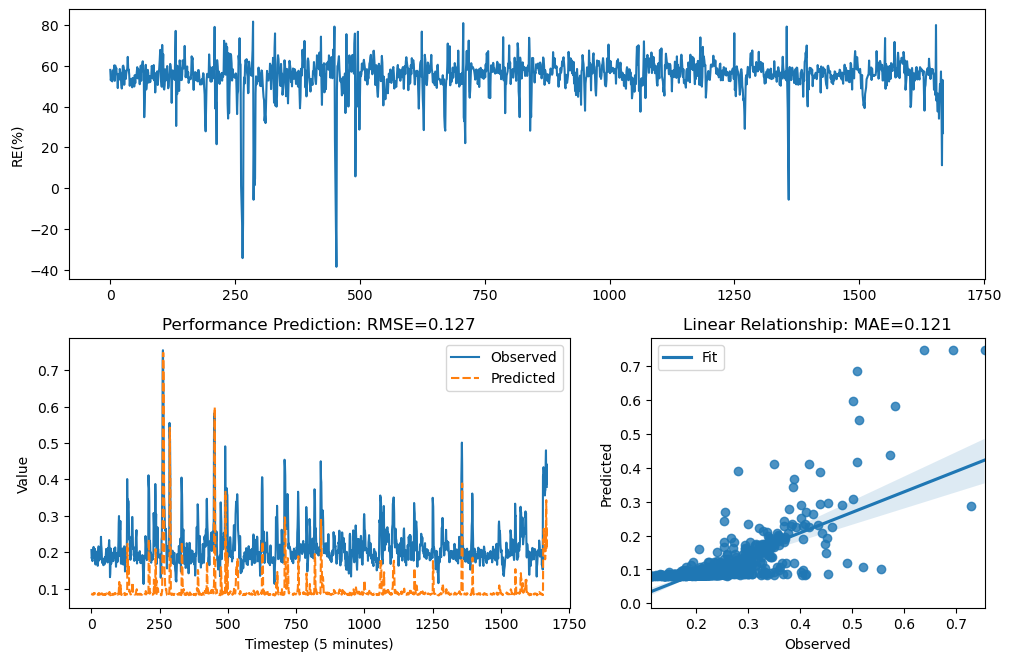 80
60
40
20
0
−20
−40
RE(%)
0 250 500 750 1000 1250 1500 1750
Performance Prediction: RMSE=0.127
Observed
Predicted
0.7
0.6
0.5
0.4
0.3
0.2
0.1
Value
0 250 500 750 1000 1250 1500 1750
Timestep (5 minutes)
Linear Relationship: MAE=0.121
Fit
0.7
0.6
0.5
0.4
0.3
0.2
0.1
0.0
Predicted
0.2 0.3 0.4 0.5 0.6 0.7
Observed